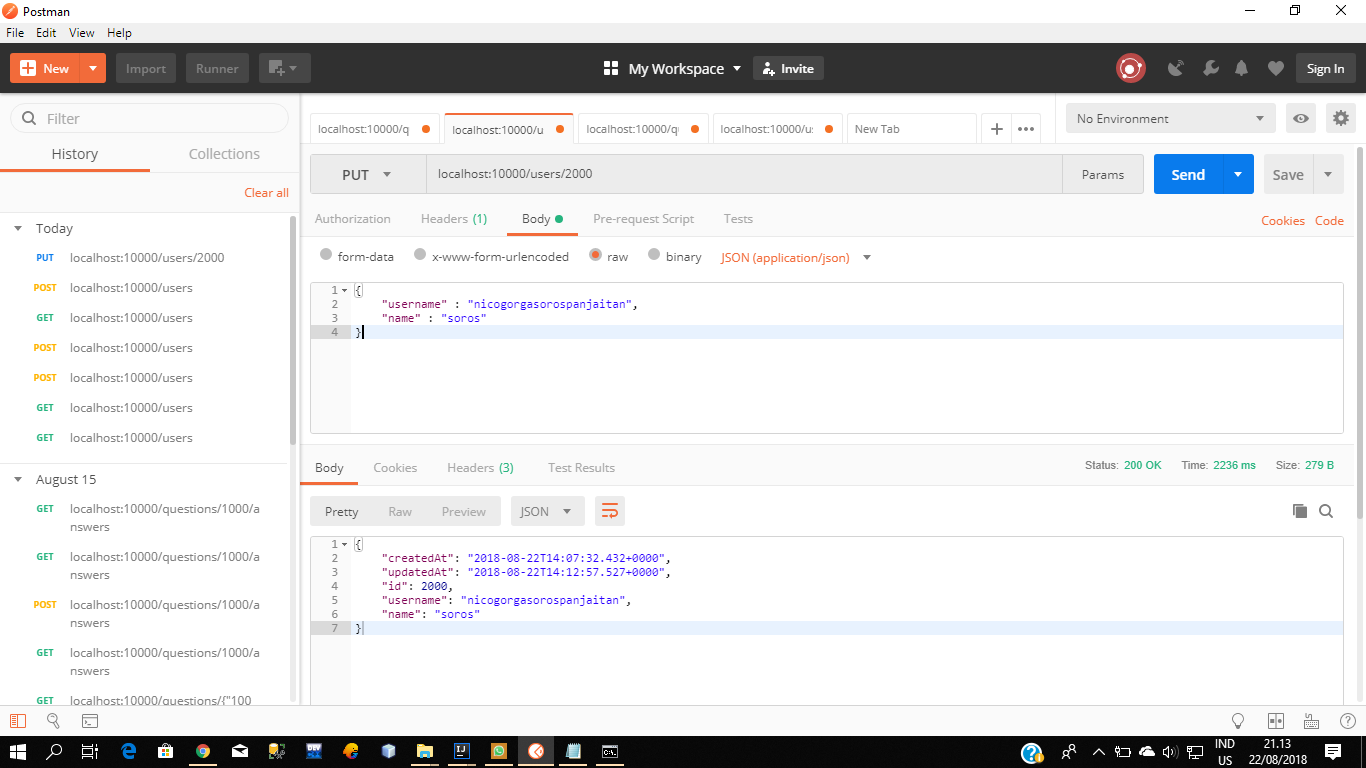 Postman
File Edit View Help
New Import Runner My Workspace Invite Sign In
Filter
History Collections
Clear all
Today
PUT localhost:10000/users/2000
POST localhost:10000/users
GET localhost:10000/users
POST localhost:10000/users
POST localhost:10000/users
GET localhost:10000/users
GET localhost:10000/users
August 15
GET localhost:10000/questions/1000/a
nswers
GET localhost:10000/questions/1000/a
nswers
POST localhost:10000/questions/1000/a
nswers
GET localhost:10000/questions/1000/a
nswers
GET localhost:10000/questions/{"100
localhost:10000/q localhost:10000/u localhost:10000/q localhost:10000/u New Tab
No Environment
PUT localhost:10000/users/2000 Params Send Save
Authorization Headers (1) Body Pre-request Script Tests Cookies Code
form-data x-www-form-urlencoded raw binary JSON (application/json)
1 {
2 "username" : "nicogorgasorospanjaitan",
3 "name" : "soros"
4 }
Body Cookies Headers (3) Test Results Status: 200 OK Time: 2236 ms Size: 279 B
Pretty Raw Preview JSON
1 {
2 "createdAt": "2018-08-22T14:07:32.432+0000",
3 "updatedAt": "2018-08-22T14:12:57.527+0000",
4 "id": 2000,
5 "username": "nicogorgasorospanjaitan",
6 "name": "soros"
7 }
IND
US
21.13
22/08/2018